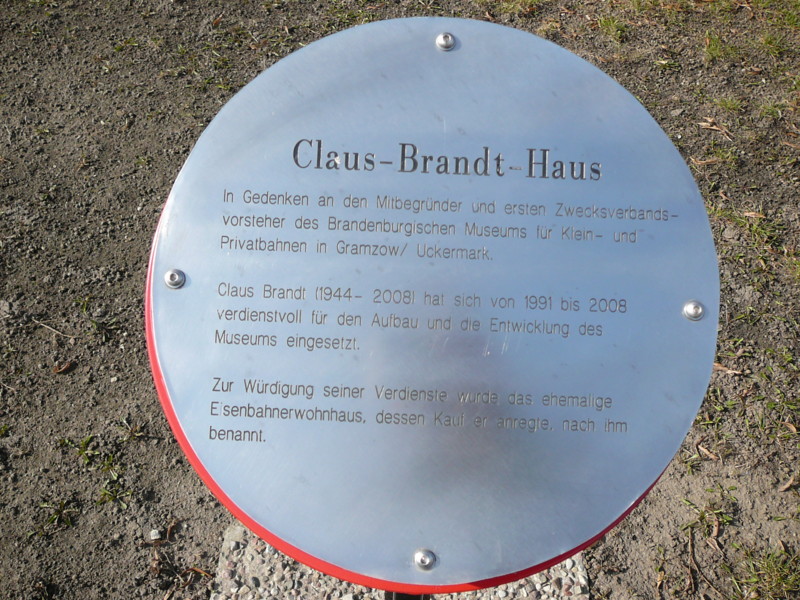 Claus-Brandt-Haus
In Gedenken an den Mitbegründer und ersten Zwecksverbands-
vorsteher des Brandenburgischen Museums für Klein- und
Privatbahnen in Gramzow/ Uckermark.
Claus Brandt (1944- 2008) hat sich von 1991 bis 2008
verdienstvoll für den Aufbau und die Entwicklung des
Museums eingesetzt.
Zur Würdigung seiner Verdienste wurde das ehemalige
Eisenbahnerwohnhaus, dessen Kauf er anregte, nach ihm
benannt.